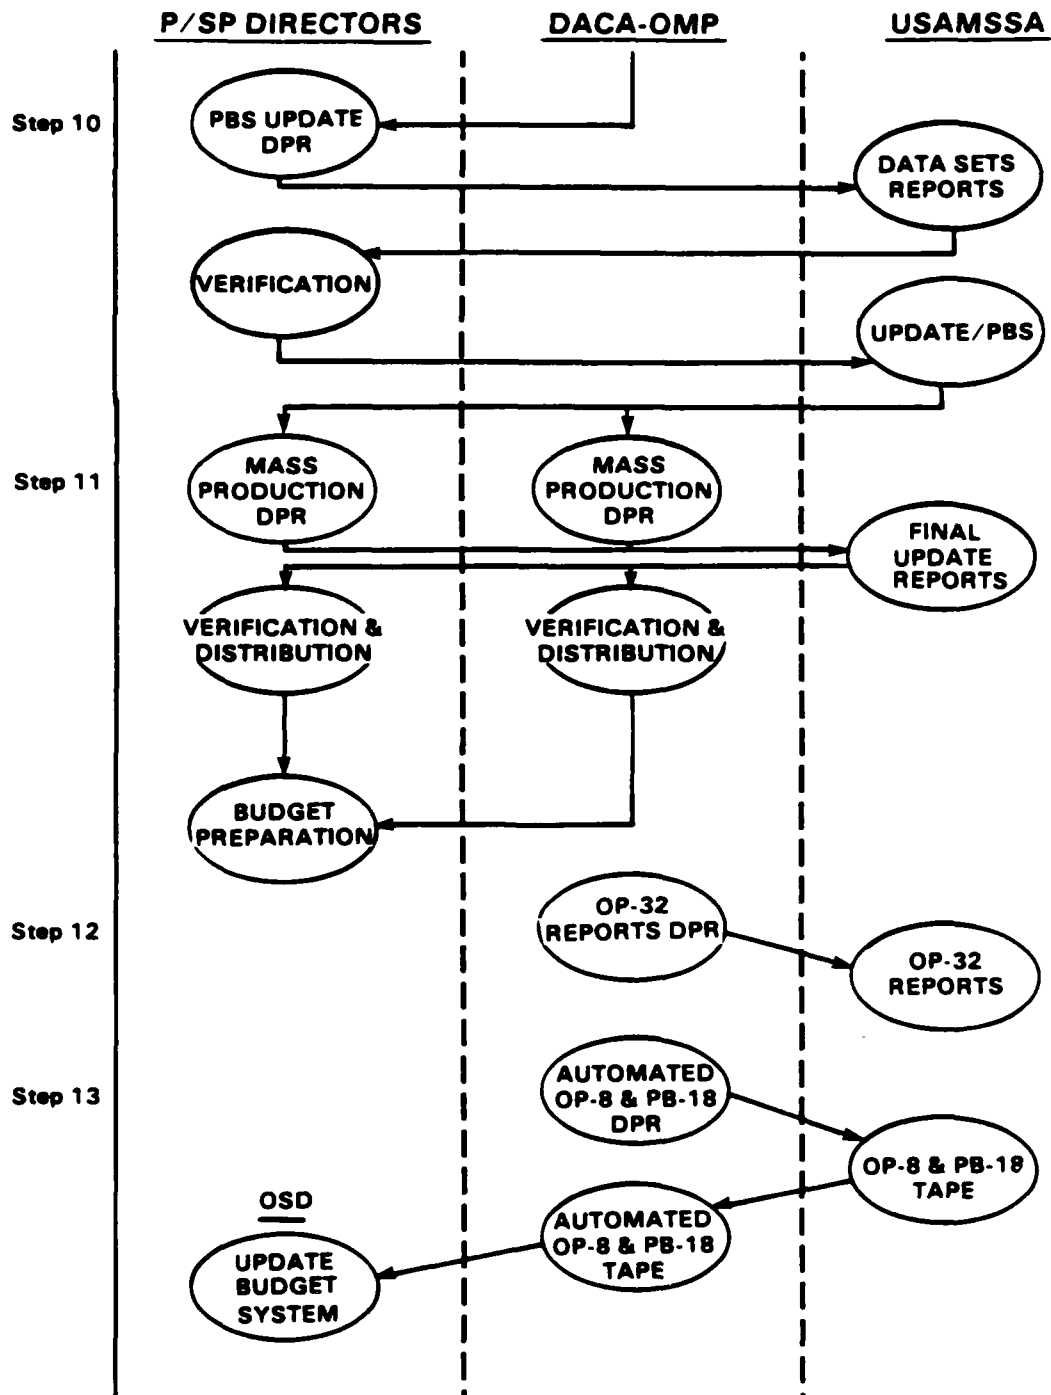 P/SP DIRECTORS
DACA-OMP
USAMSSA
Step 10
PBS UPDATE
DPR
DATA SETS
REPORTS
VERIFICATION
UPDATE/PBS
Step 11
MASS
PRODUCTION
DPR
MASS
PRODUCTION
DPR
FINAL
UPDATE
REPORTS
VERIFICATION &
DISTRIBUTION
VERIFICATION &
DISTRIBUTION
BUDGET
PREPARATION
Step 12
OP-32
REPORTS DPR
OP-32
REPORTS
Step 13
AUTOMATED
OP-8 & PB-18
DPR
OP-8 & PB-18
TAPE
AUTOMATED
OP-8 & PB-18
TAPE
OSD
UPDATE
BUDGET
SYSTEM